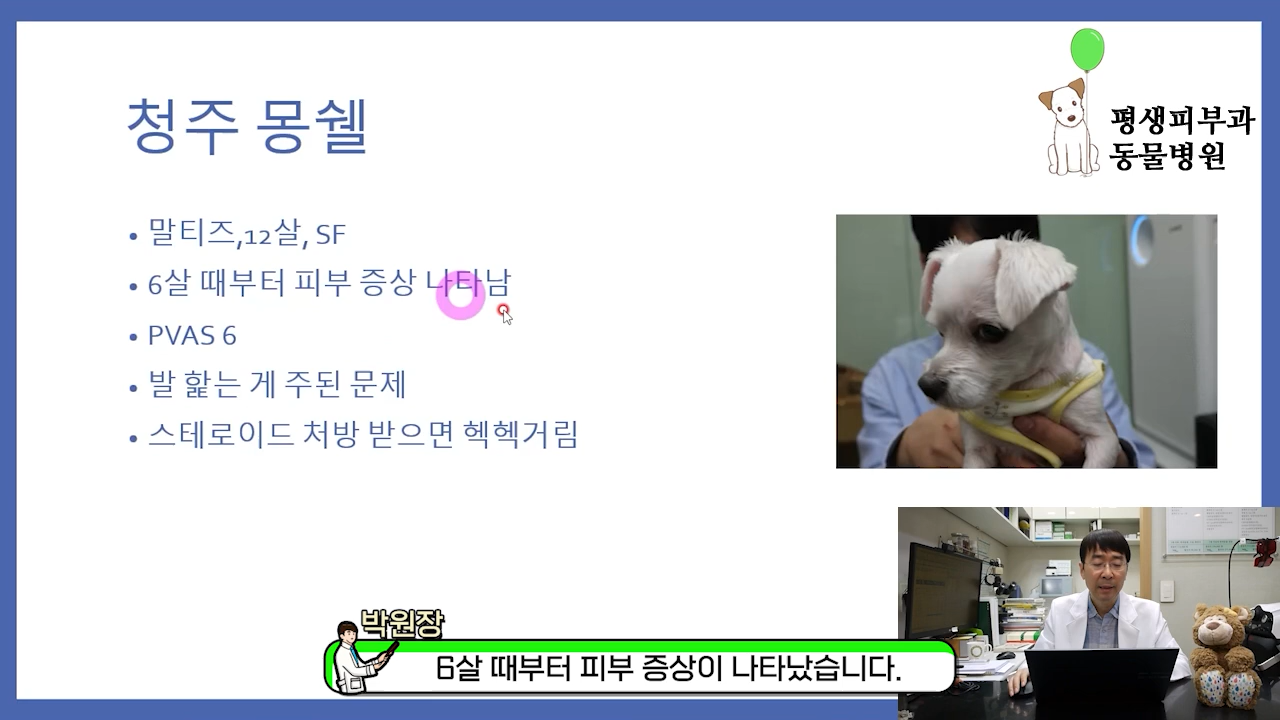 청주 몽쉘
평생피부과
동물병원
• 말티즈,12살, SF
• 6살 때부터 피부 증상 나타남
• PVAS 6
• 발 핥는 게 주된 문제
• 스테로이드 처방 받으면 헥헥거림
박원장
6살 때부터 피부 증상이 나타났습니다.